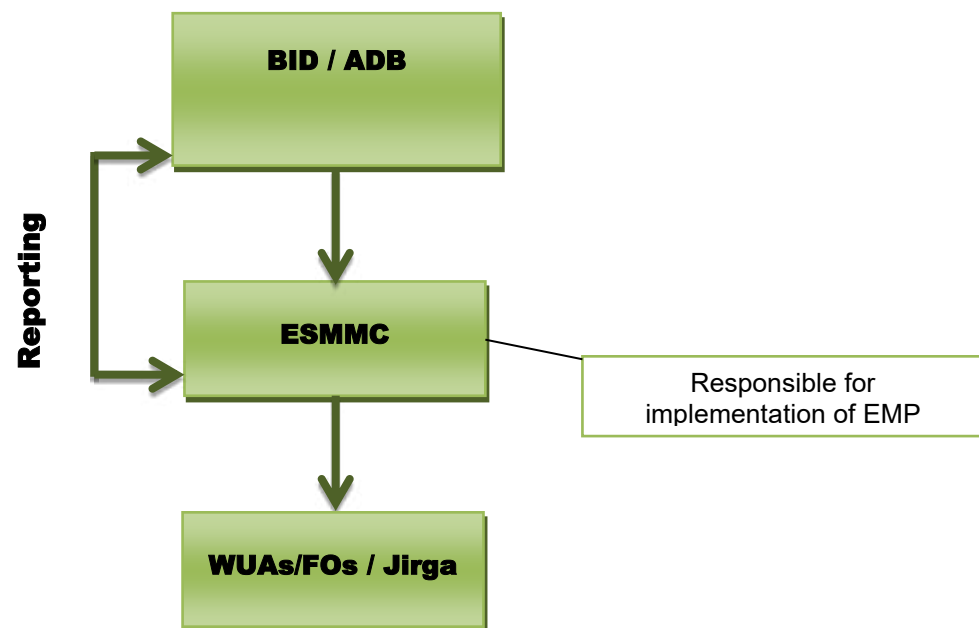 BID / ADB
Reporting
ESMMC
Responsible for
implementation of EMP
WUAs/FOs / Jirga